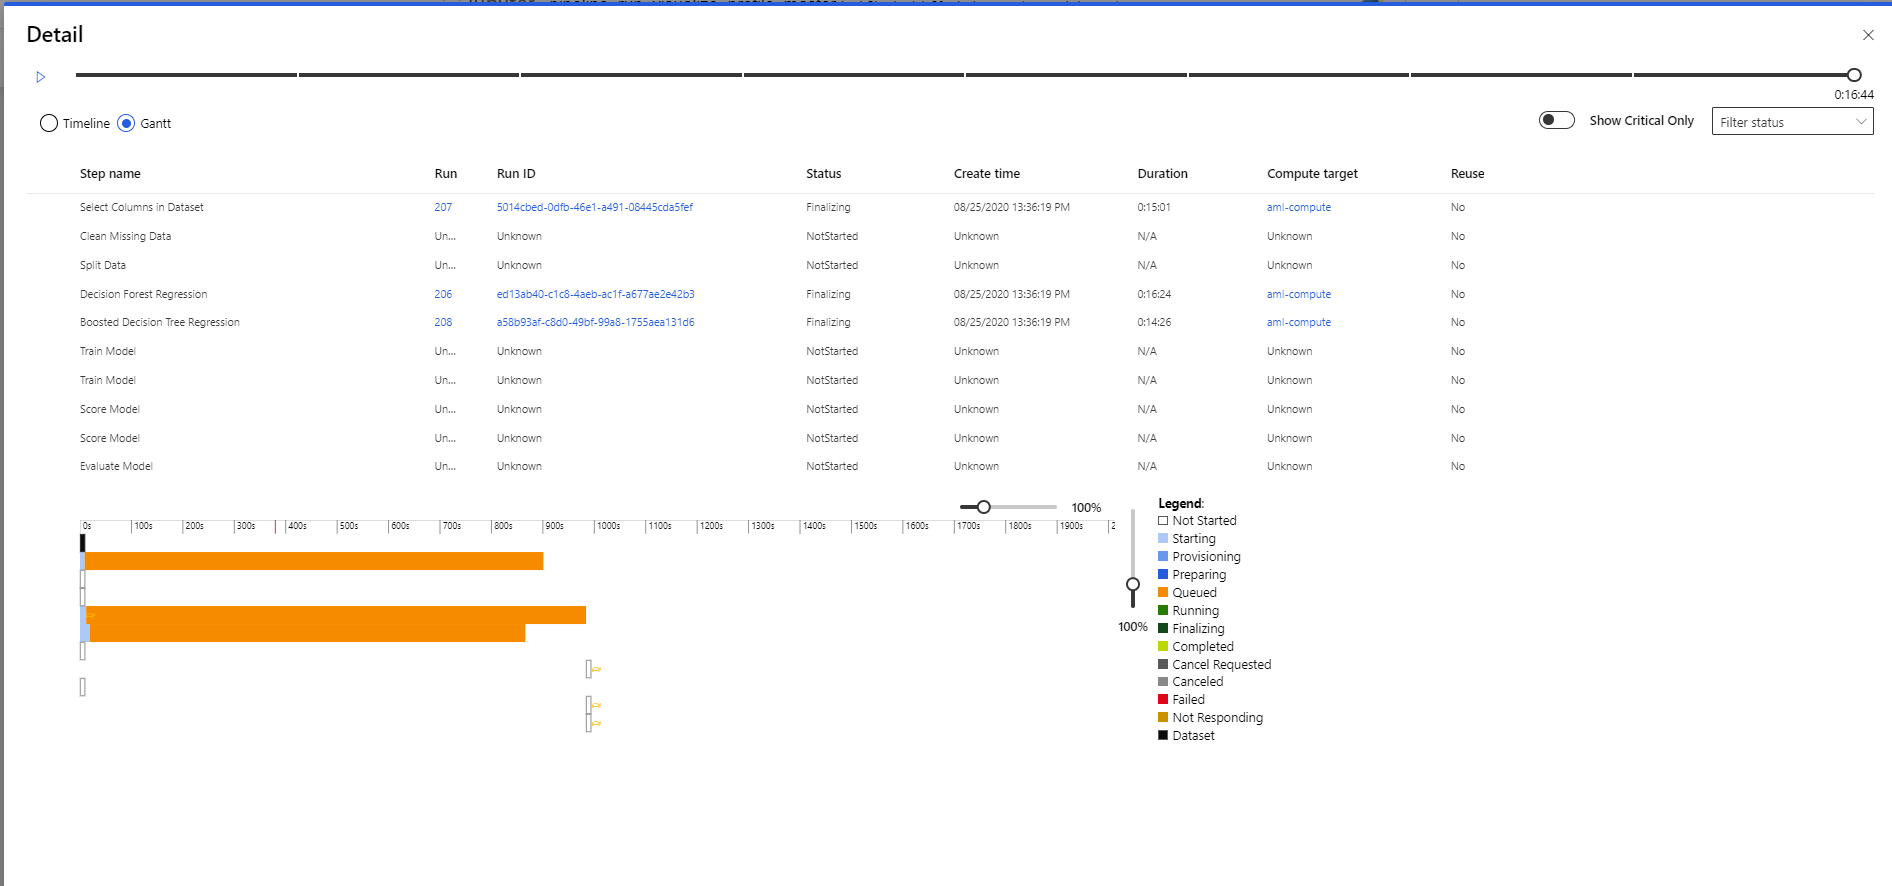 Detail
0:16:44
Timeline Gantt Show Critical Only Filter status
Step name Run Run ID Status Create time Duration Compute target Reuse
Select Columns in Dataset 207 5014cbed-0dfb-46e1-a491-08445cda5fef Finalizing 08/25/2020 13:36:19 PM 0:15:01 aml-compute No
Clean Missing Data Un... Unknown NotStarted Unknown N/A Unknown No
Split Data Un... Unknown NotStarted Unknown N/A Unknown No
Decision Forest Regression 206 ed13ab40-c1c8-4aeb-ac1f-a677ae2e42b3 Finalizing 08/25/2020 13:36:19 PM 0:16:24 aml-compute No
Boosted Decision Tree Regression 208 a58b93af-c8d0-49bf-99a8-1755aea131d6 Finalizing 08/25/2020 13:36:19 PM 0:14:26 aml-compute No
Train Model Un... Unknown NotStarted Unknown N/A Unknown No
Train Model Un... Unknown NotStarted Unknown N/A Unknown No
Score Model Un... Unknown NotStarted Unknown N/A Unknown No
Score Model Un... Unknown NotStarted Unknown N/A Unknown No
Evaluate Model Un... Unknown NotStarted Unknown N/A Unknown No
100%
0s 100s 200s 300s 400s 500s 600s 700s 800s 900s 1000s 1100s 1200s 1300s 1400s 1500s 1600s 1700s 1800s 1900s 2
100%
Legend:
Not Started
Starting
Provisioning
Preparing
Queued
Running
Finalizing
Completed
Cancel Requested
Canceled
Failed
Not Responding
Dataset